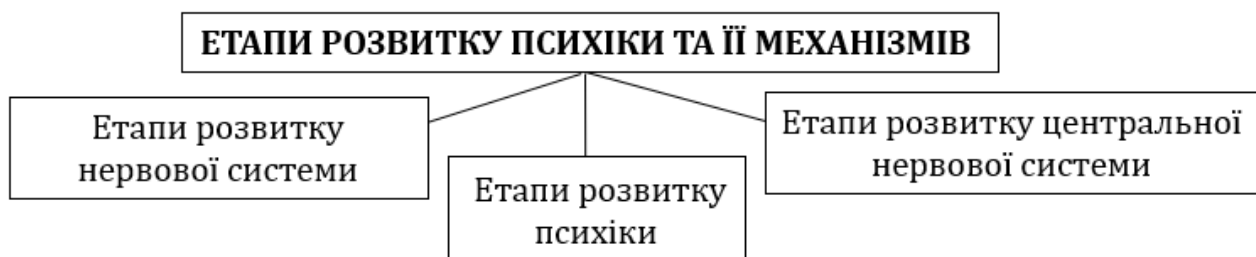 ЕТАПИ РОЗВИТКУ ПСИХІКИ ТА ЇЇ МЕХАНІЗМІВ
Етапи розвитку
нервової системи
Етапи розвитку
психіки
Етапи розвитку центральної
нервової системи